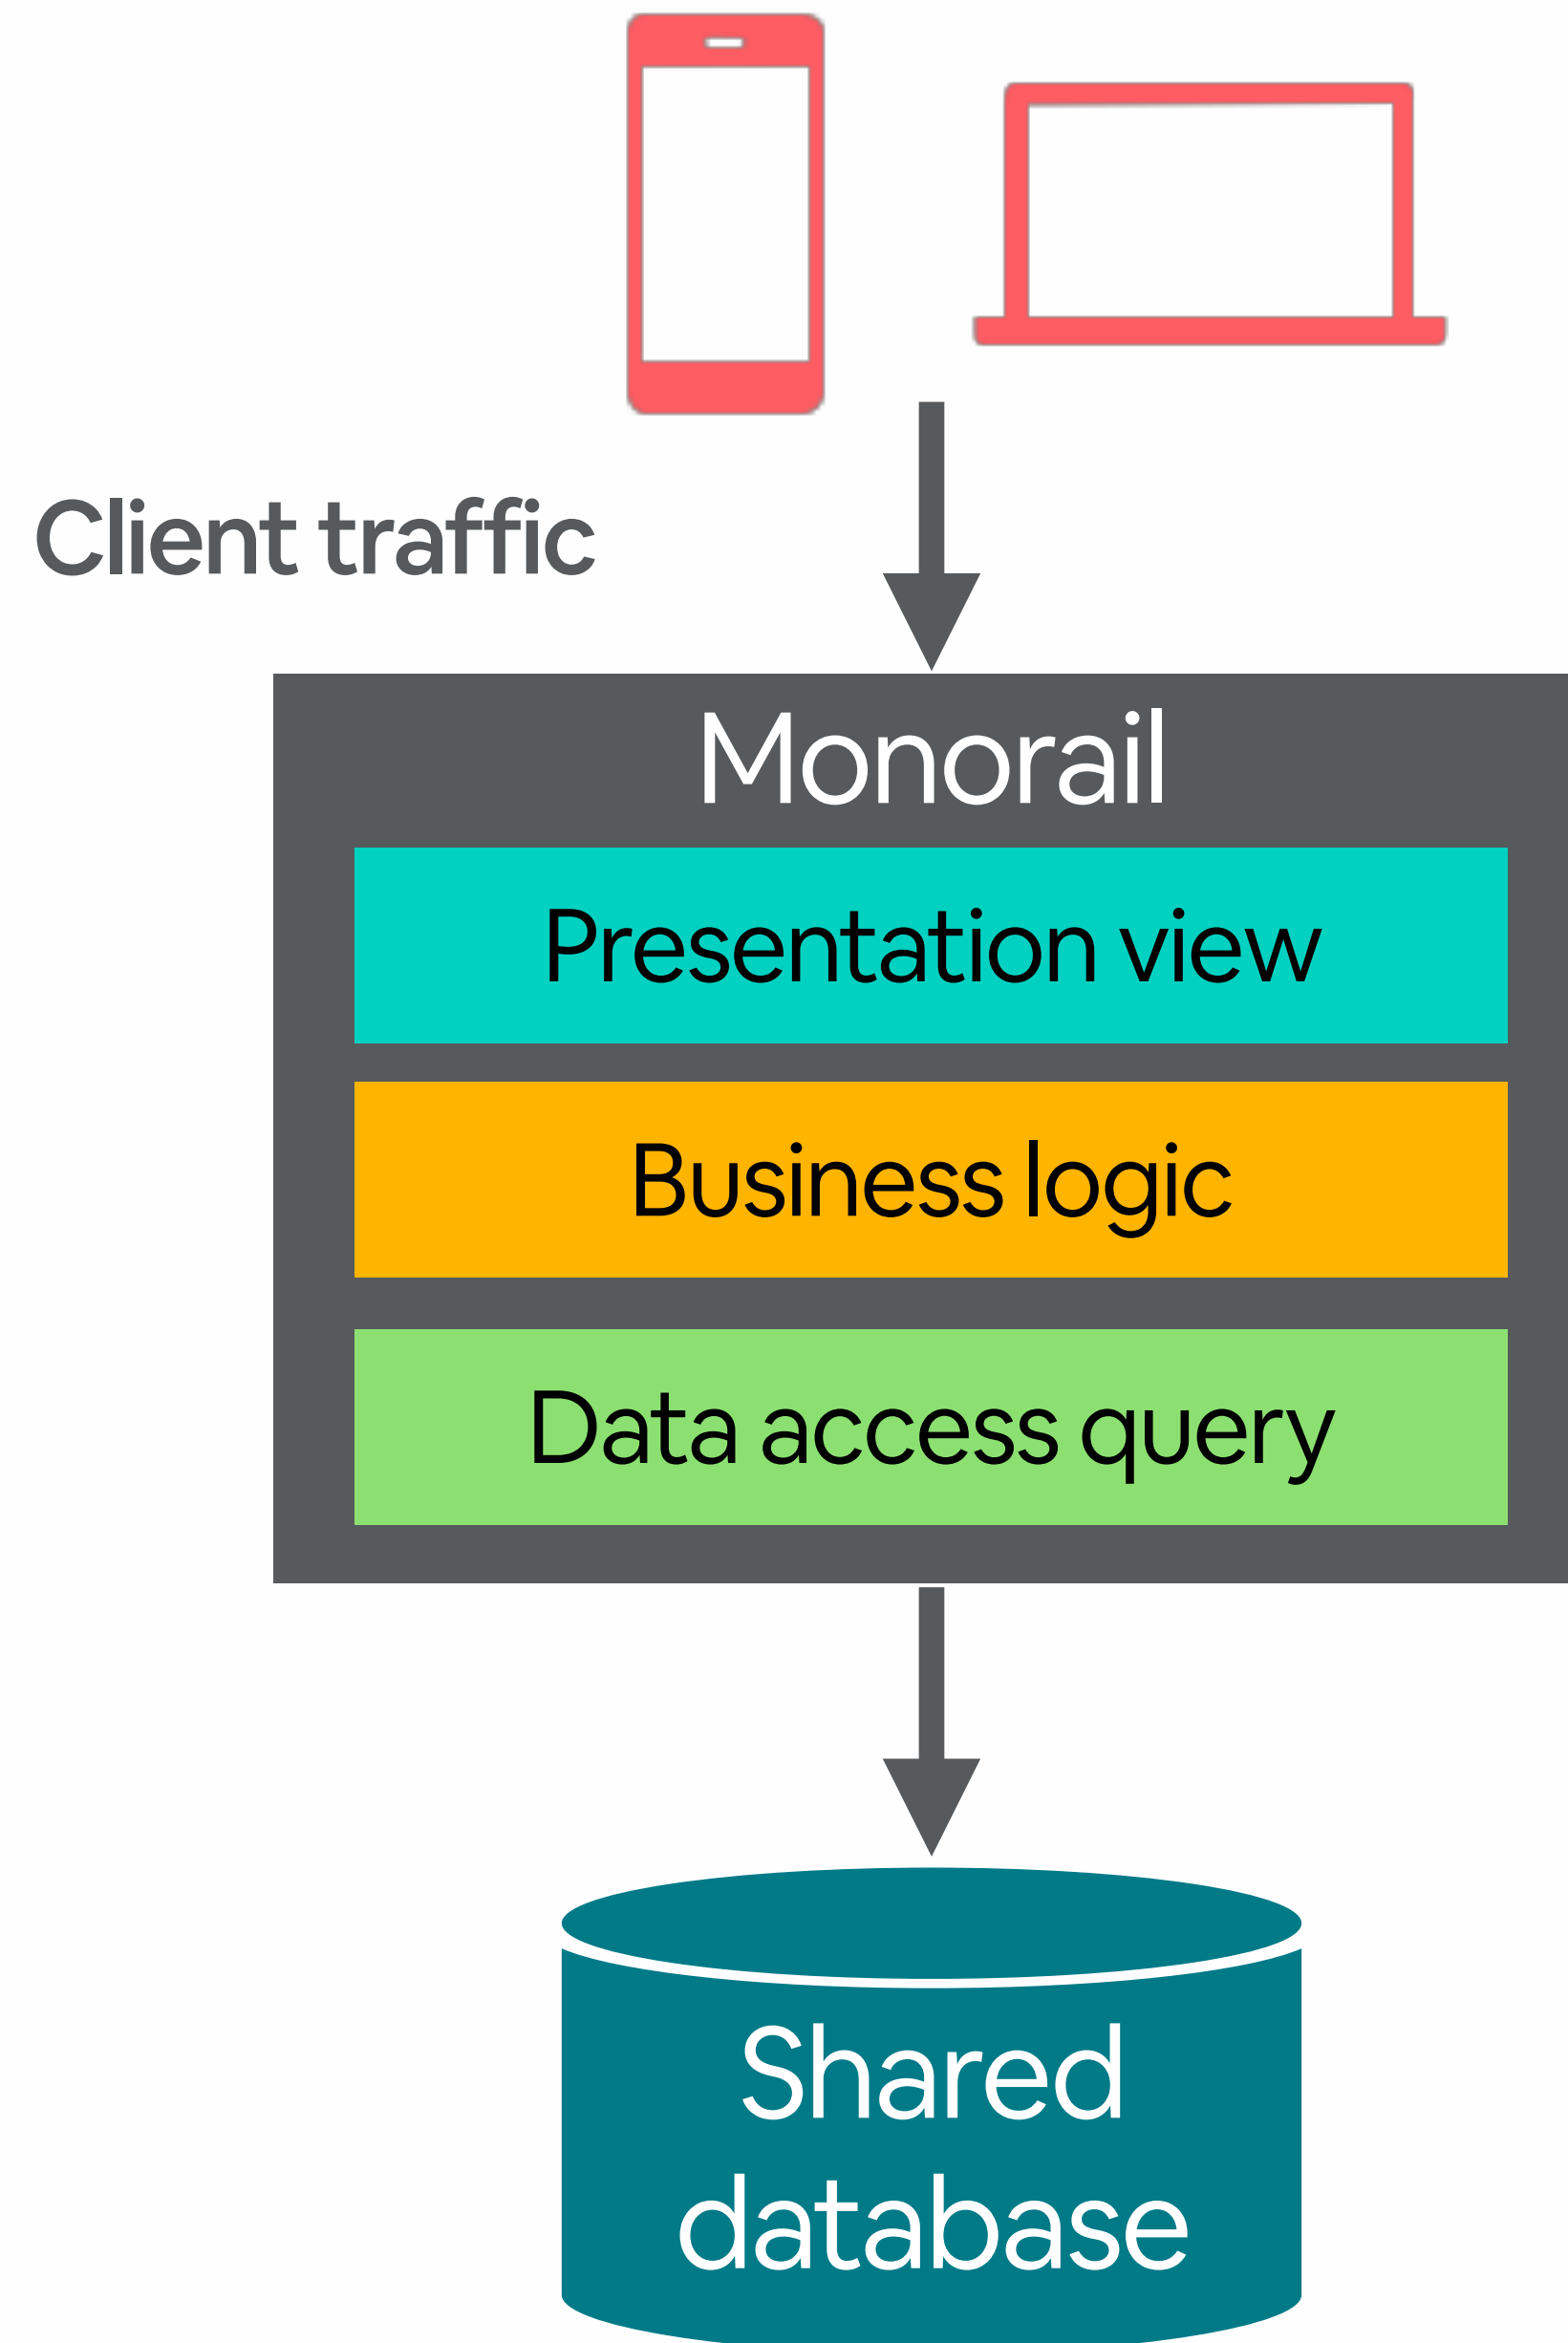 Client traffic
Monorail
Presentation view
Business logic
Data access query
Shared
database